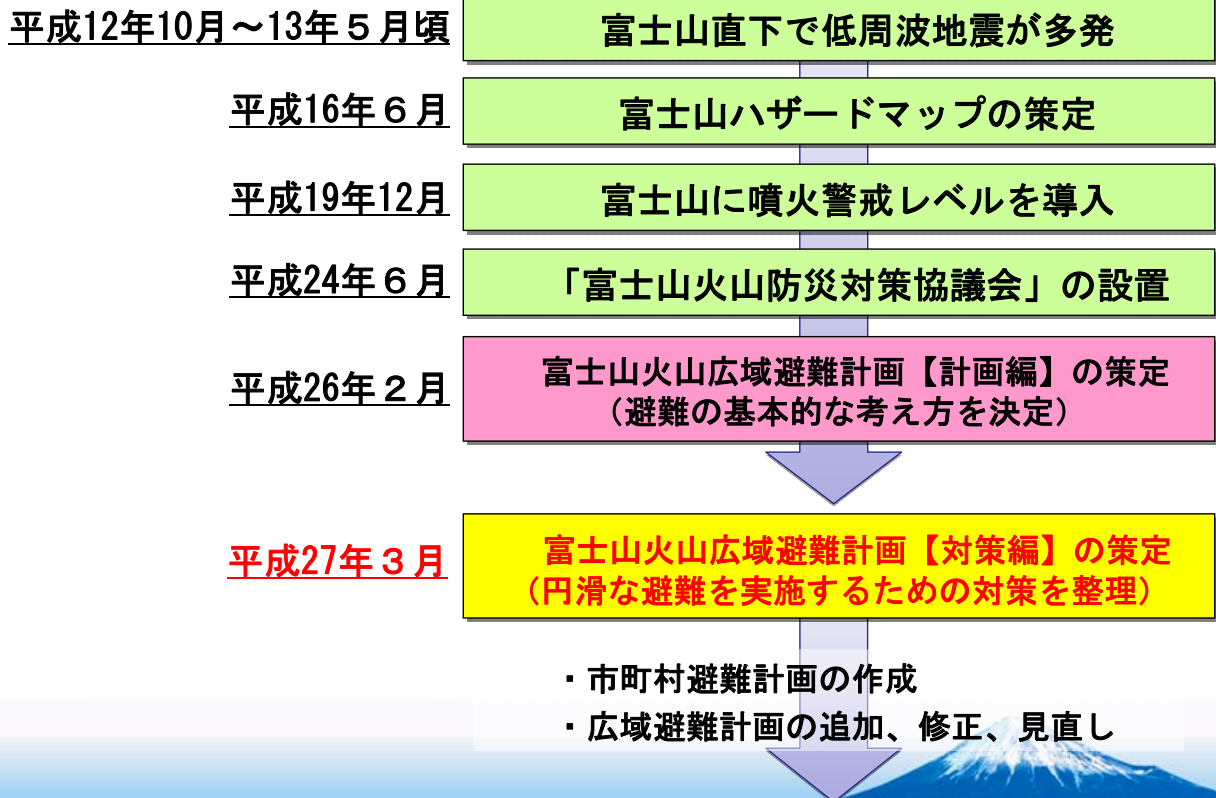 平成12年10月～13年５月頃
富士山直下で低周波地震が多発
平成16年６月
富士山ハザードマップの策定
平成19年12月
富士山に噴火警戒レベルを導入
平成24年６月
「富士山火山防災対策協議会」の設置
平成26年２月
富士山火山広域避難計画【計画編】の策定
（避難の基本的な考え方を決定）
平成27年３月
富士山火山広域避難計画【対策編】の策定
（円滑な避難を実施するための対策を整理）
・市町村避難計画の作成
・広域避難計画の追加、修正、見直し